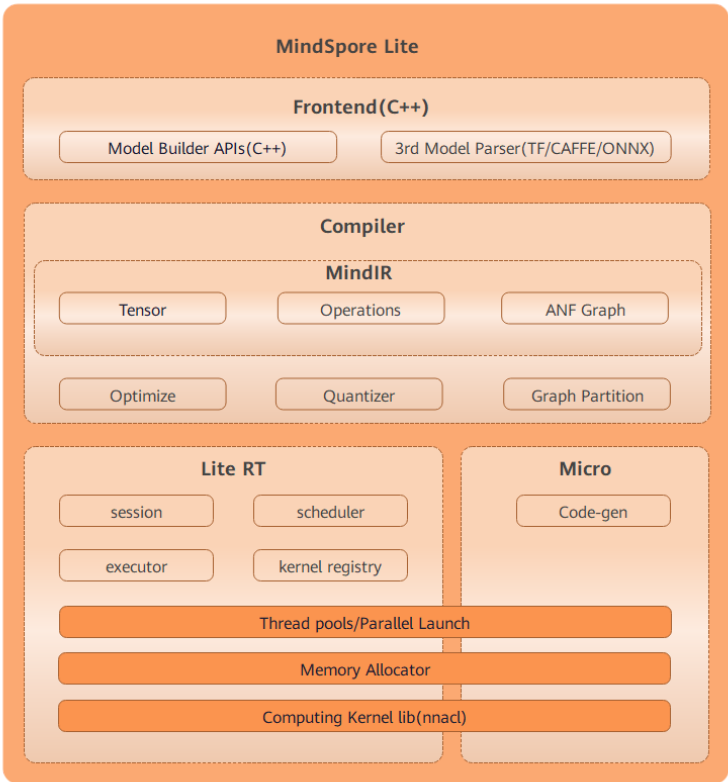 MindSpore Lite
Frontend(C++)
Model Builder APIs(C++)
3rd Model Parser(TF/CAFFE/ONNX)
Compiler
MindIR
Tensor
Operations
ANF Graph
Optimize
Quantizer
Graph Partition
Lite RT
session
scheduler
executor
kernel registry
Micro
Code-gen
Thread pools/Parallel Launch
Memory Allocator
Computing Kernel lib(nnacl)